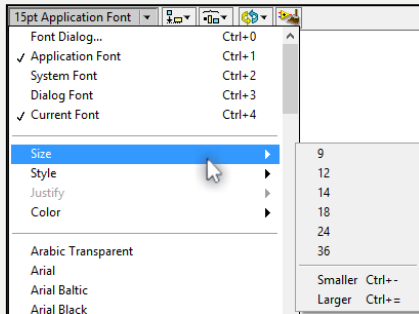 15pt Application Font
Font Dialog... Ctrl+0
✓ Application Font Ctrl+1
System Font Ctrl+2
Dialog Font Ctrl+3
✓ Current Font Ctrl+4
Size
Style
Justify
Color
Arabic Transparent
Arial
Arial Baltic
Arial Black
9
12
14
18
24
36
Smaller Ctrl+-
Larger Ctrl+=